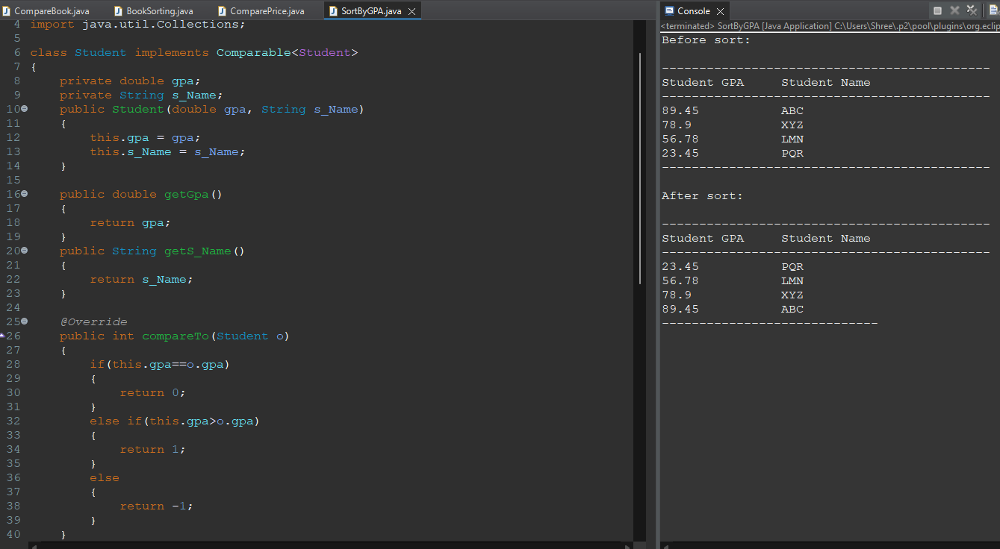 CompareBook.java BookSorting.java ComparePrice.java SortByGPA.java
4 import java.util.Collections;
5
6 class Student implements Comparable<Student>
7 {
8 private double gpa;
9 private String s_Name;
10 public Student(double gpa, String s_Name)
11 {
12 this.gpa = gpa;
13 this.s_Name = s_Name;
14 }
15
16 public double getGpa()
17 {
18 return gpa;
19 }
20 public String getS_Name()
21 {
22 return s_Name;
23 }
24
25 @Override
26 public int compareTo(Student o)
27 {
28 if(this.gpa==o.gpa)
29 {
30 return 0;
31 }
32 else if(this.gpa>o.gpa)
33 {
34 return 1;
35 }
36 else
37 {
38 return -1;
39 }
40 }
Console
<terminated> SortByGPA [Java Application] C:\Users\Shree\.p2\pool\plugins\org.eclip
Before sort:
--------------------------------------------
Student GPA Student Name
--------------------------------------------
89.45 ABC
78.9 XYZ
56.78 LMN
23.45 PQR
--------------------------------------------
After sort:
--------------------------------------------
Student GPA Student Name
--------------------------------------------
23.45 PQR
56.78 LMN
78.9 XYZ
89.45 ABC
-----------------------------